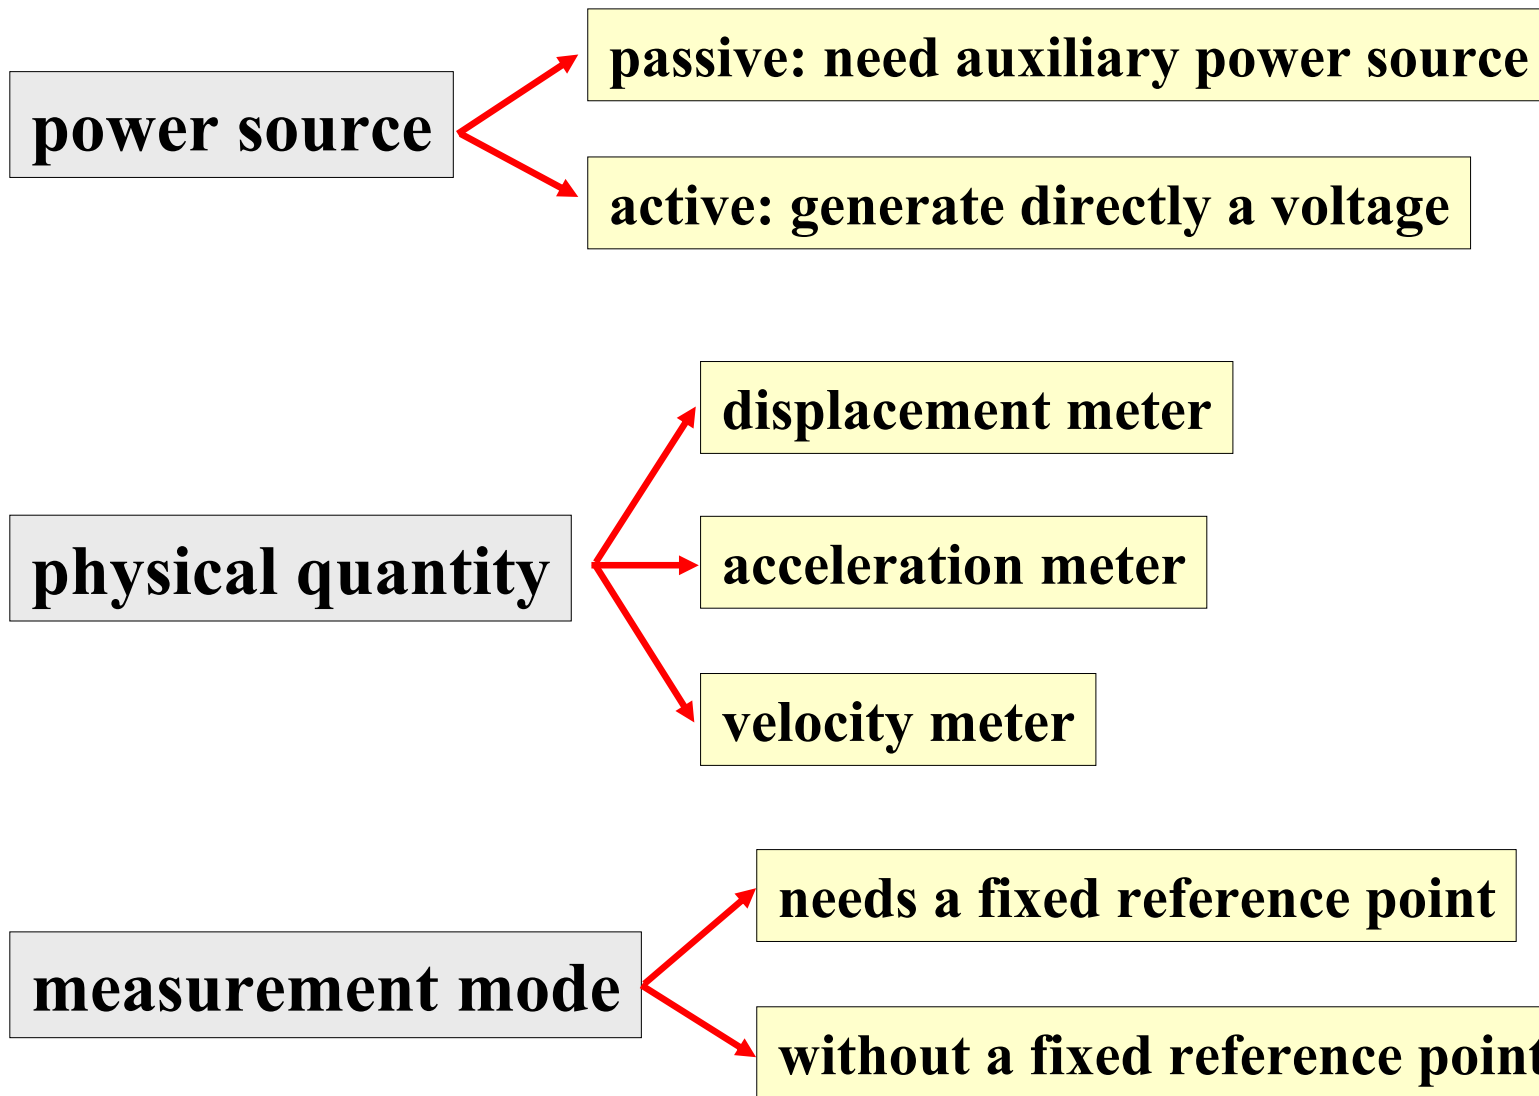 power source
passive: need auxiliary power source
active: generate directly a voltage
physical quantity
displacement meter
acceleration meter
velocity meter
measurement mode
needs a fixed reference point
without a fixed reference point